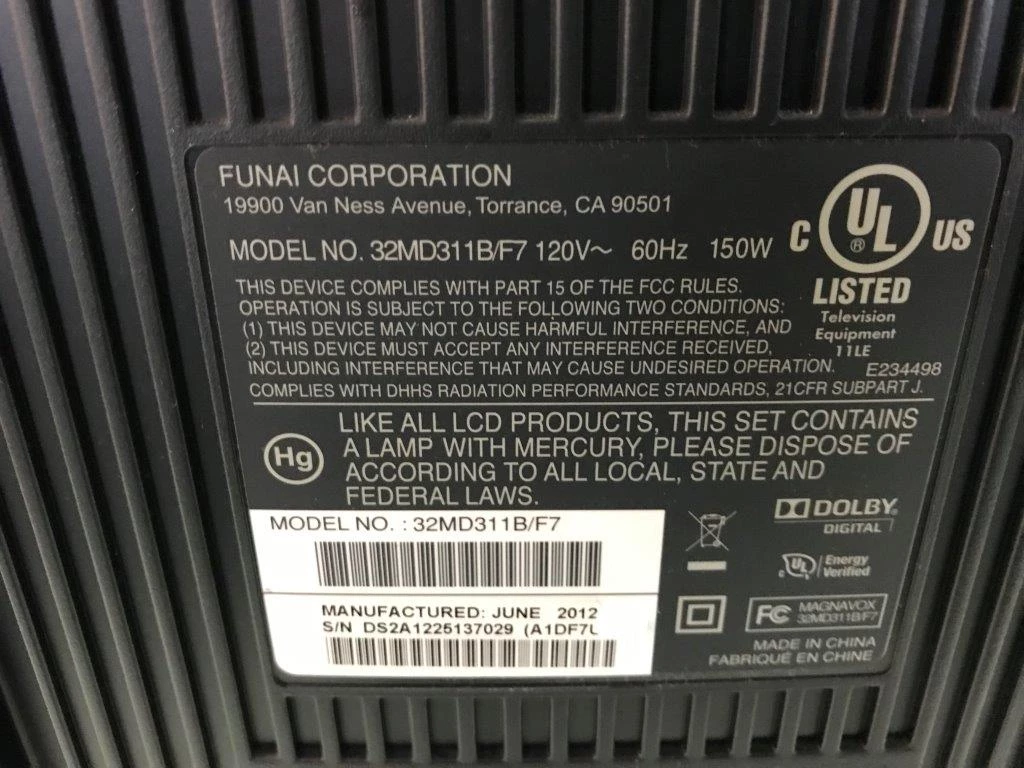 FUNAI CORPORATION
19900 Van Ness Avenue, Torrance, CA 90501
MODEL NO. 32MD311B/F7 120V~ 60Hz 150W
C UL ® US
LISTED
Television
Equipment
11LE
E234498
THIS DEVICE COMPLIES WITH PART 15 OF THE FCC RULES.
OPERATION IS SUBJECT TO THE FOLLOWING TWO CONDITIONS:
(1) THIS DEVICE MAY NOT CAUSE HARMFUL INTERFERENCE, AND
(2) THIS DEVICE MUST ACCEPT ANY INTERFERENCE RECEIVED,
INCLUDING INTERFERENCE THAT MAY CAUSE UNDESIRED OPERATION.
COMPLIES WITH DHHS RADIATION PERFORMANCE STANDARDS, 21CFR SUBPART J.
Hg
LIKE ALL LCD PRODUCTS, THIS SET CONTAINS
A LAMP WITH MERCURY, PLEASE DISPOSE OF
ACCORDING TO ALL LOCAL, STATE AND
FEDERAL LAWS.
MODEL NO. : 32MD311B/F7
MANUFACTURED: JUNE 2012
S/N DS2A1225137029 (A1DF7L
DOLBY
DIGITAL
c UL Energy
Verified
FC MAGNAVOX
32MD311B/F7
MADE IN CHINA
FABRIQUÉ EN CHINE